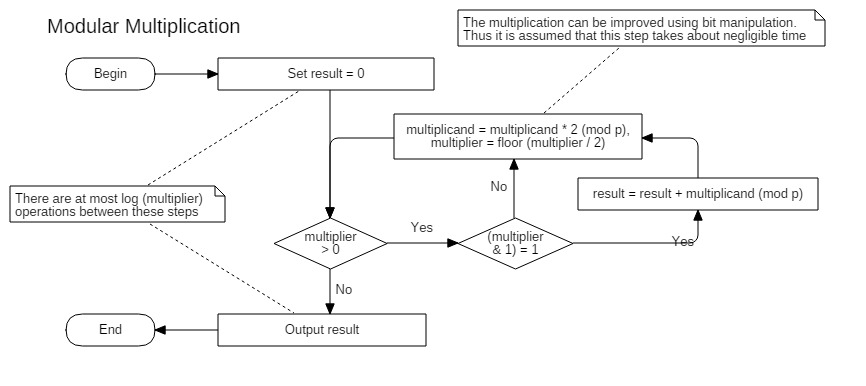 Modular Multiplication
The multiplication can be improved using bit manipulation.
Thus it is assumed that this step takes about negligible time
Begin
Set result = 0
multiplicand = multiplicand * 2 (mod p),
multiplier = floor (multiplier / 2)
No
result = result + multiplicand (mod p)
There are at most log (multiplier)
operations between these steps
multiplier
> 0
Yes
(multiplier
& 1) = 1
Yes
No
End
Output result